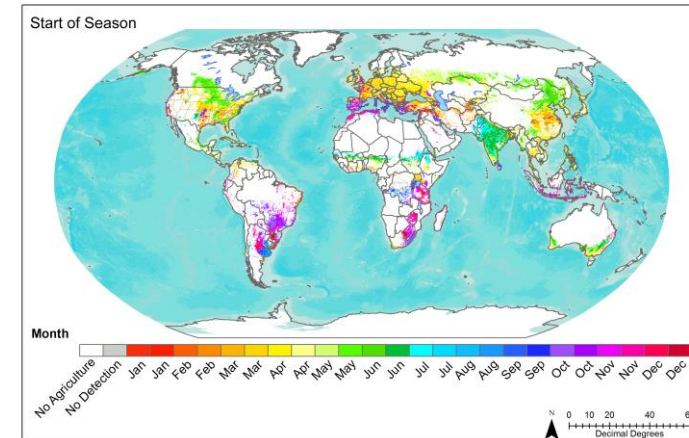 Start of Season
Month
No Agriculture
No Detection
Jan
Jan
Feb
Feb
Mar
Mar
Apr
Apr
May
May
Jun
Jun
Jul
Jul
Aug
Aug
Sep
Sep
Oct
Oct
Nov
Nov
Dec
Dec
N
0 10 20 40
Decimal Degrees